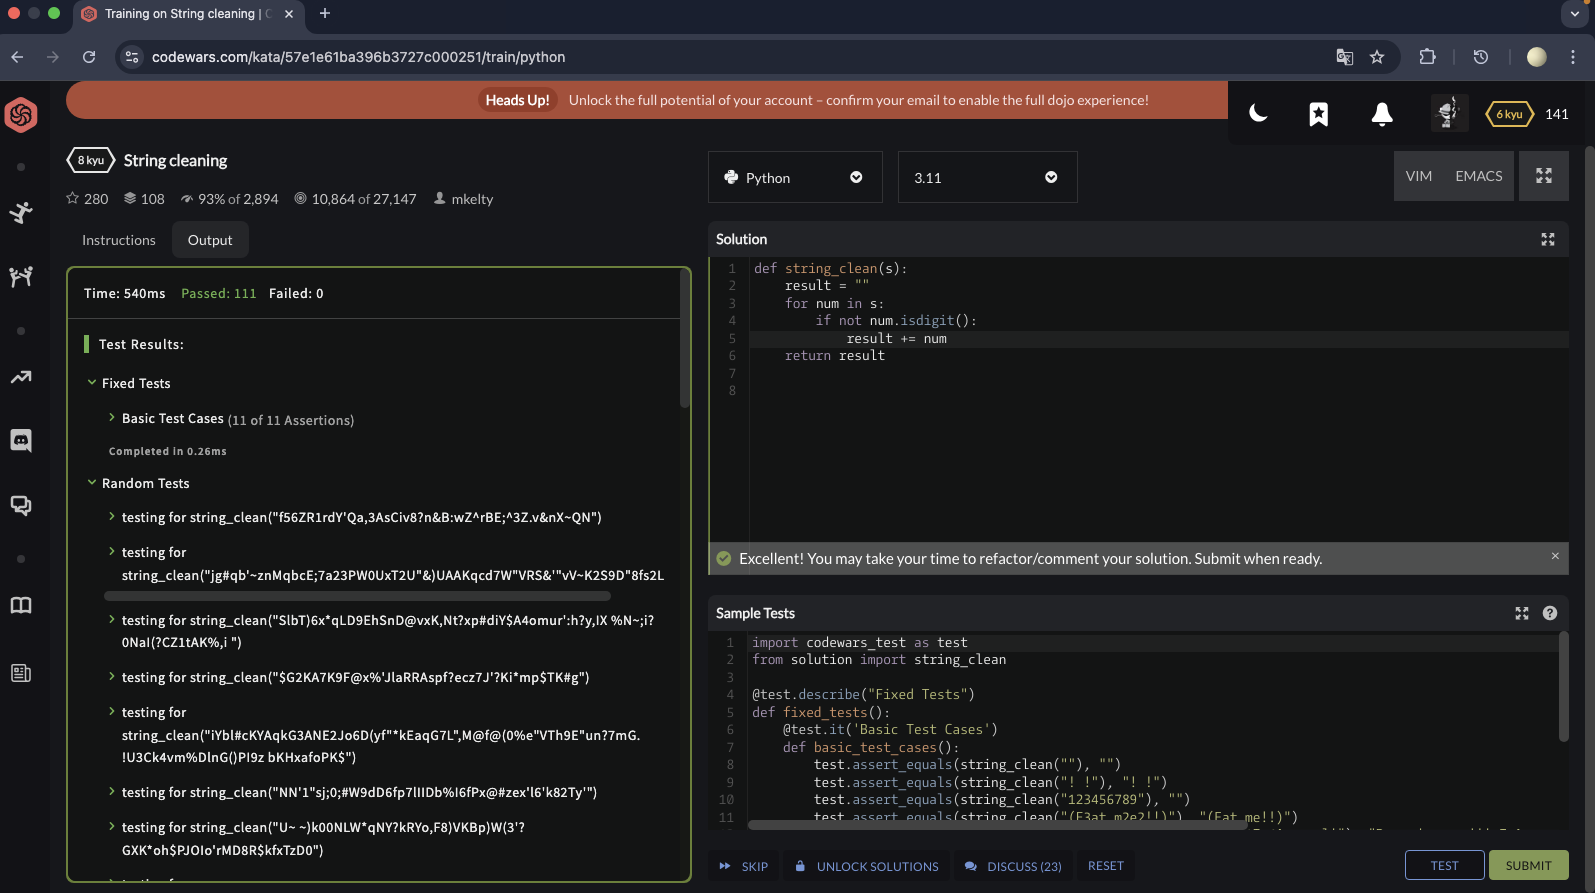 Training on String cleaning | C
codewars.com/kata/57e1e61ba396b3727c000251/train/python
Heads Up! Unlock the full potential of your account – confirm your email to enable the full dojo experience!
6 kyu 141
8 kyu String cleaning
280 108 93% of 2,894 10,864 of 27,147 mkelty
Instructions Output
Time: 540ms Passed: 111 Failed: 0
Test Results:
Fixed Tests
Basic Test Cases (11 of 11 Assertions)
Completed in 0.26ms
Random Tests
testing for string_clean("f56ZR1rdY'Qa,3AsCiv8?n&B:wZ^rBE;^3Z.v&nX~QN")
testing for
string_clean("jg#qb'~znMqbcE;7a23PW0UxT2U"&)UAAKqcd7W"VRS&'"vV~K2S9D"8fs2L
testing for string_clean("SlbT)6x*qLD9EhSnD@vxK,Nt?xp#diY$A4omur':h?y,IX %N~;i?
0NaI(?CZ1tAK%,i ")
testing for string_clean("$G2KA7K9F@x%'JlaRRAspf?ecz7J'?Ki*mp$TK#g")
testing for
string_clean("iYbl#cKYAqkG3ANE2Jo6D(yf"*kEaqG7L",M@f@(0%e"VTh9E"un?7mG.
!U3Ck4vm%DlnG()PI9z bKHxafoPK$")
testing for string_clean("NN'1"sj;0;#W9dD6fp7lIIDb%I6fPx@#zex'l6'k82Ty'")
testing for string_clean("U~ ~)k00NLW*qNY?kRYo,F8)VKBp)W(3'?
GXK*oh$PJOIo'rMD8R$kfxTzD0")
Python 3.11 VIM EMACS
Solution
1 def string_clean(s):
2 result = ""
3 for num in s:
4 if not num.isdigit():
5 result += num
6 return result
7
8
Excellent! You may take your time to refactor/comment your solution. Submit when ready.
Sample Tests
1 import codewars_test as test
2 from solution import string_clean
3
4 @test.describe("Fixed Tests")
5 def fixed_tests():
6 @test.it('Basic Test Cases')
7 def basic_test_cases():
8 test.assert_equals(string_clean(""), "")
9 test.assert_equals(string_clean("! !"), "! !")
10 test.assert_equals(string_clean("123456789"), "")
11 test.assert_equals(string_clean("(E3at m2e2!!)"), "(Eat me!!)")
SKIP UNLOCK SOLUTIONS DISCUSS (23) RESET TEST SUBMIT